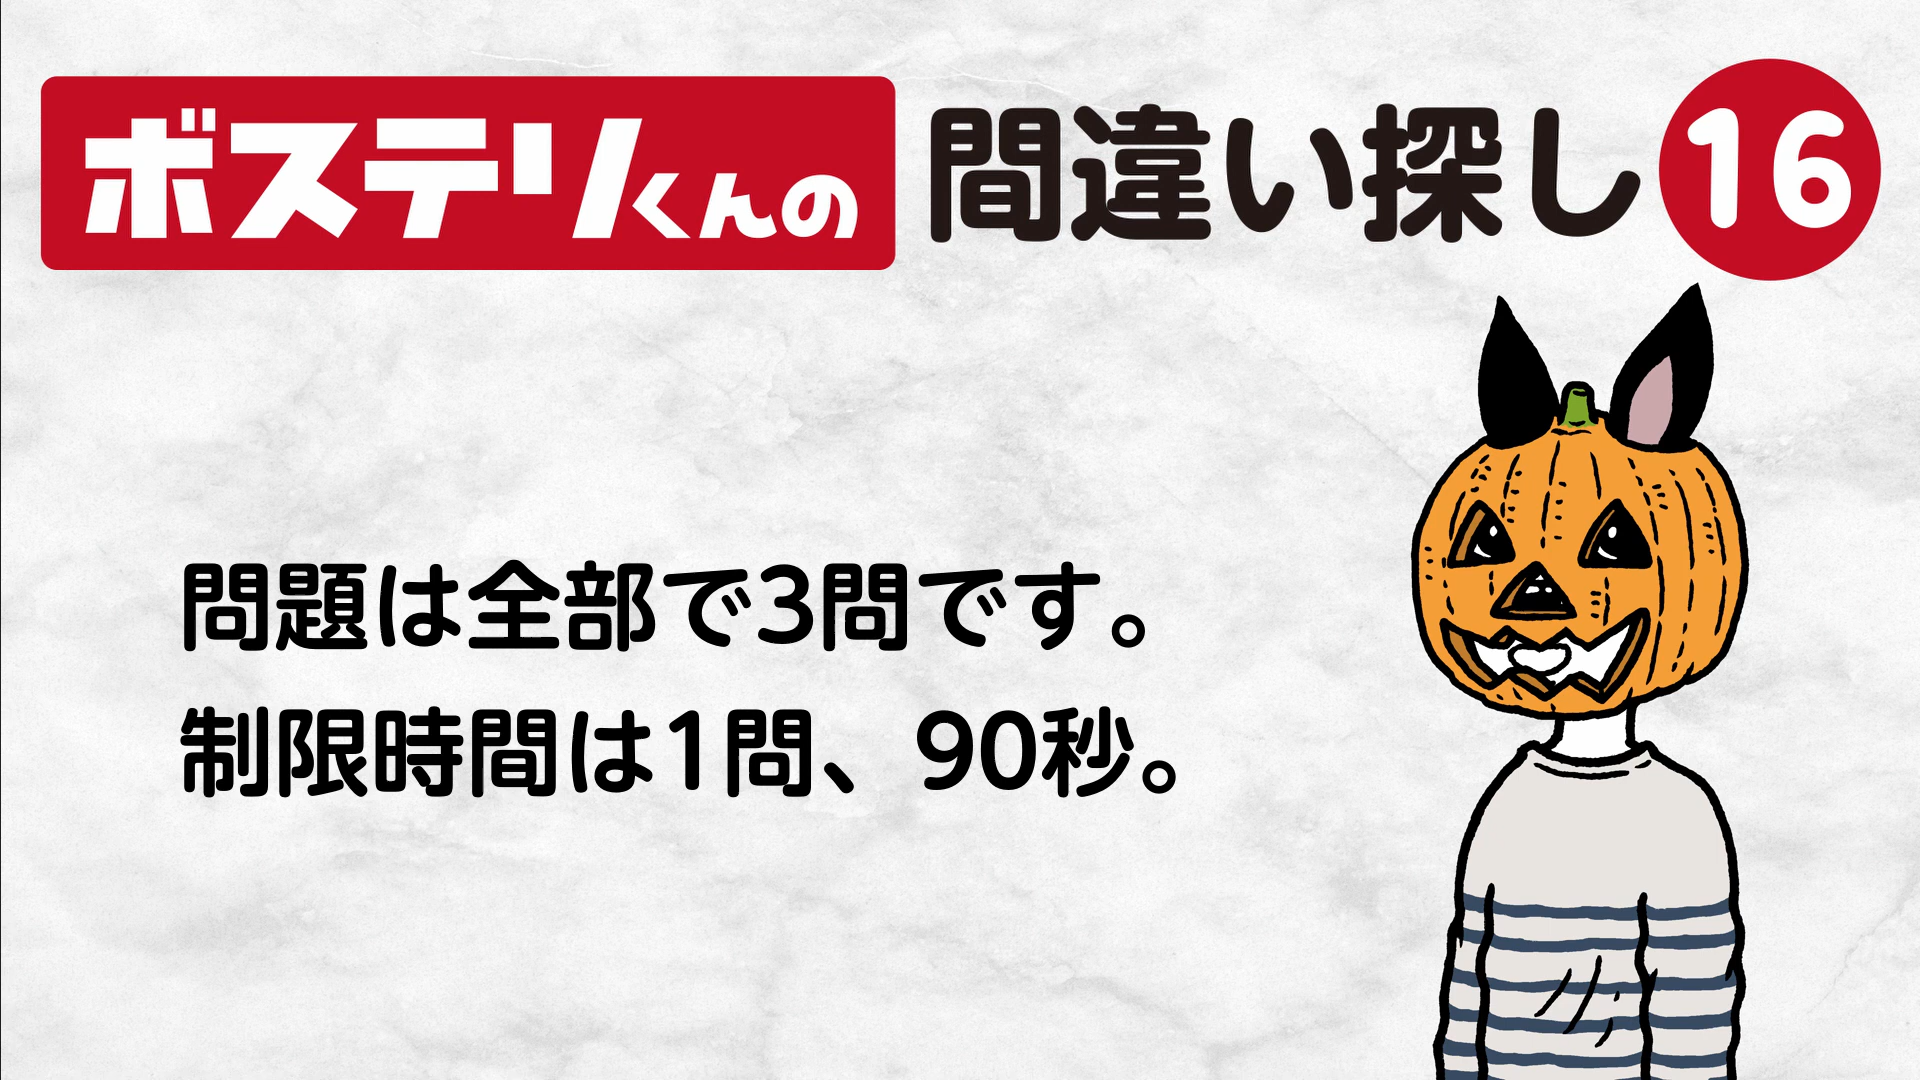 ボステリくんの 間違い探し 16
問題は全部で3問です。
制限時間は1問、90秒。